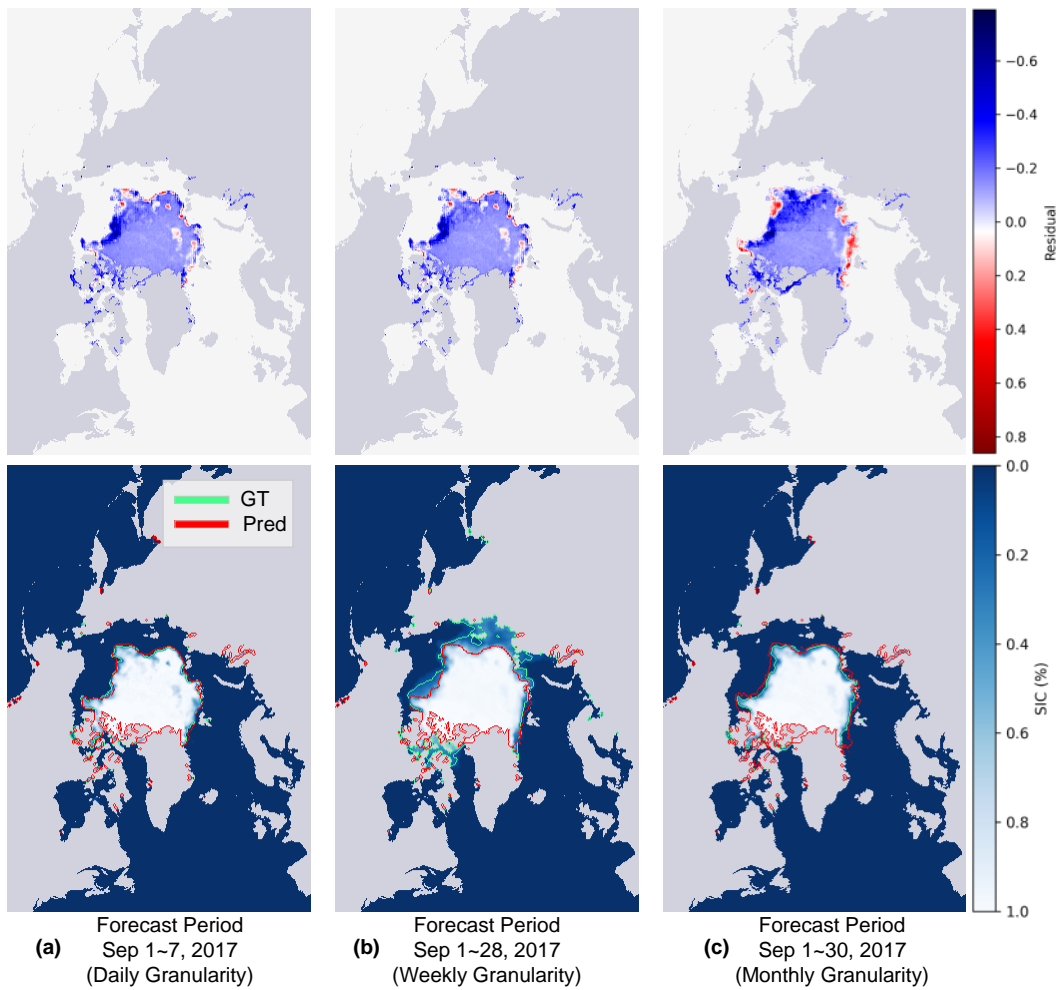 −0.6
−0.4
−0.2
0.0
0.2
0.4
0.6
0.8
Residual
GT
Pred
0.0
0.2
0.4
0.6
0.8
1.0
SIC (%)
(a)
Forecast Period
Sep 1~7, 2017
(Daily Granularity)
(b)
Forecast Period
Sep 1~28, 2017
(Weekly Granularity)
(c)
Forecast Period
Sep 1~30, 2017
(Monthly Granularity)